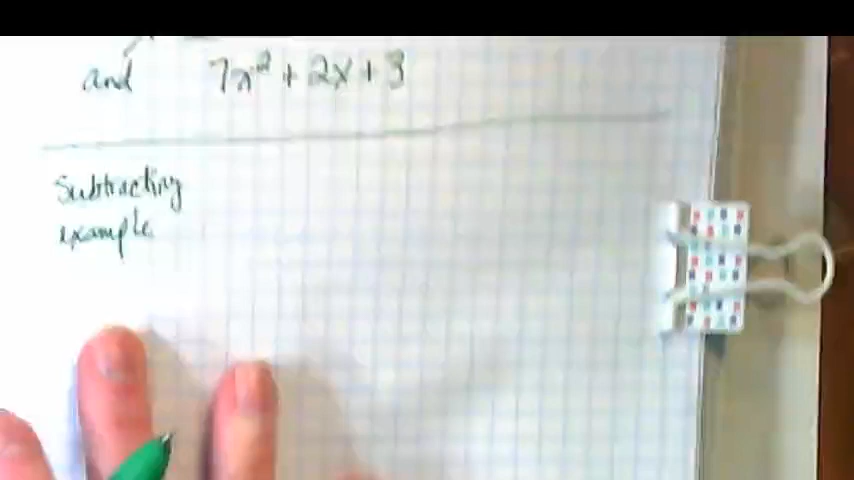 and 7x² + 2x + 3
Subtracting
example